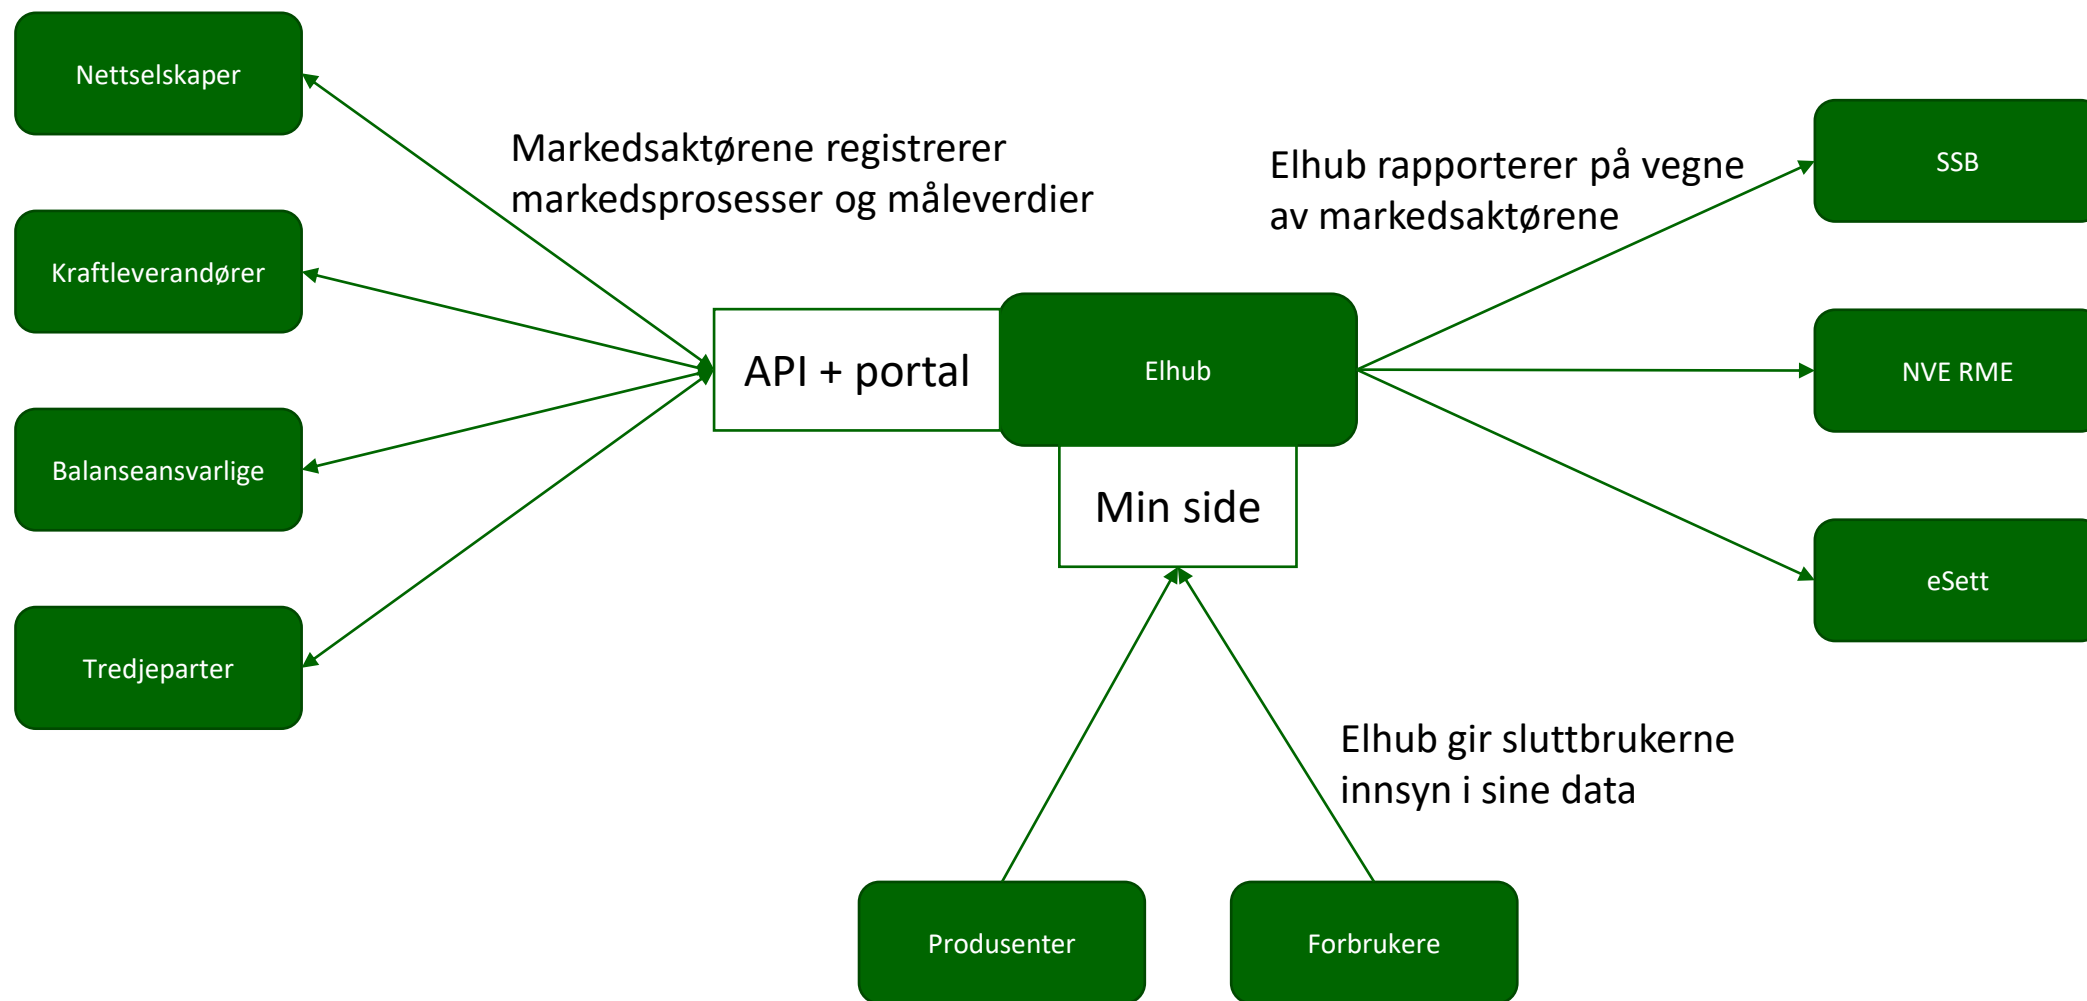 Nettselskaper
Kraftleverandører
Balanseansvarlige
Tredjeparter
Markedsaktørene registrerer
markedsprosesser og måleverdier
API + portal
Elhub
Min side
Elhub rapporterer på vegne
av markedsaktørene
SSB
NVE RME
eSett
Elhub gir sluttbrukerne
innsyn i sine data
Produsenter
Forbrukere